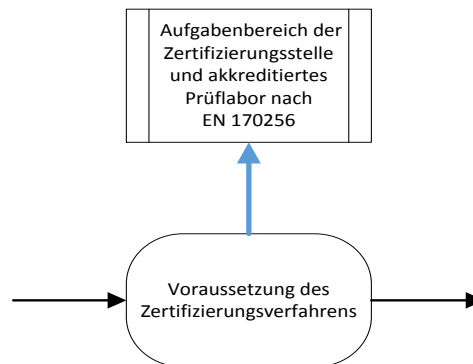 Aufgabenbereich der
Zertifizierungsstelle
und akkreditiertes
Prüflabor nach
EN 170256
Voraussetzung des
Zertifizierungsverfahrens